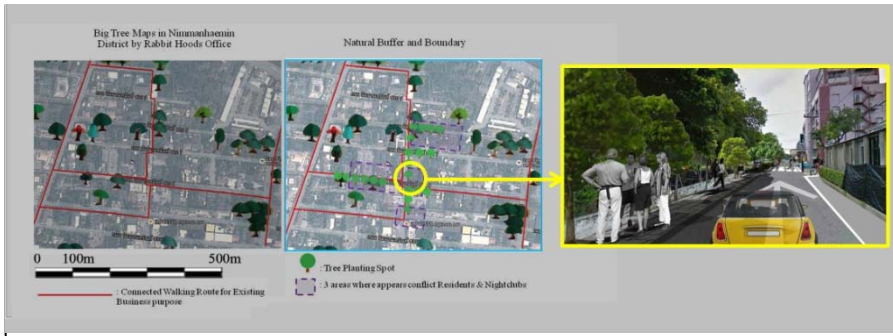 Big Tree Maps in Nimmanhaemin
District by Rabbit Hoods Office
Natural Buffer and Boundary
0 100m 500m
: Connected Walking Route for Existing
Business purpose
: Tree Planting Spot
: 3 areas where appears conflict Residents & Nightclubs